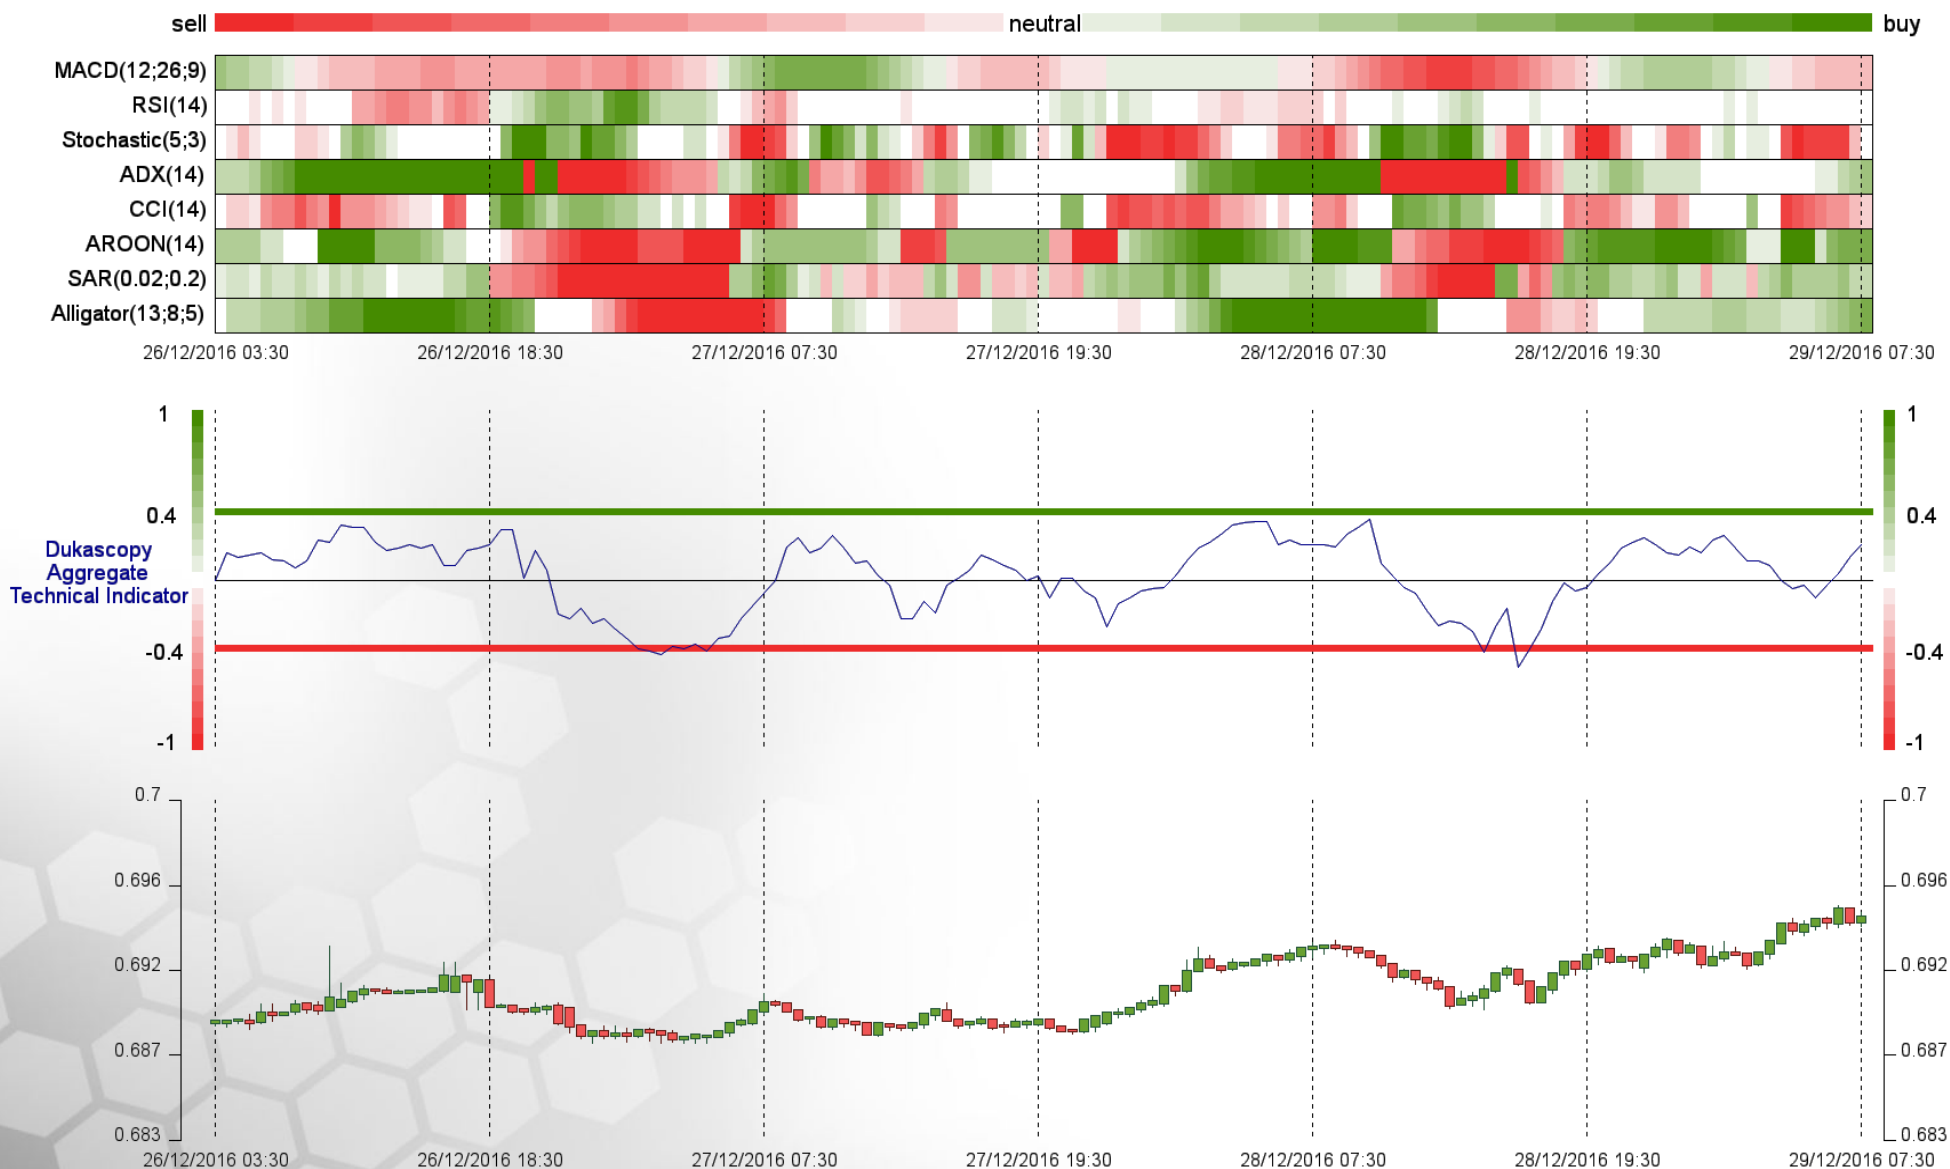 sell neutral buy
MACD(12;26;9)
RSI(14)
Stochastic(5;3)
ADX(14)
CCI(14)
AROON(14)
SAR(0.02;0.2)
Alligator(13;8;5)
26/12/2016 03:30 26/12/2016 18:30 27/12/2016 07:30 27/12/2016 19:30 28/12/2016 07:30 28/12/2016 19:30 29/12/2016 07:30
1 1
0.4 0.4
Dukascopy
Aggregate
Technical Indicator
-0.4 -0.4
-1 -1
0.7 0.7
0.696 0.696
0.692 0.692
0.687 0.687
0.683 0.683
26/12/2016 03:30 26/12/2016 18:30 27/12/2016 07:30 27/12/2016 19:30 28/12/2016 07:30 28/12/2016 19:30 29/12/2016 07:30